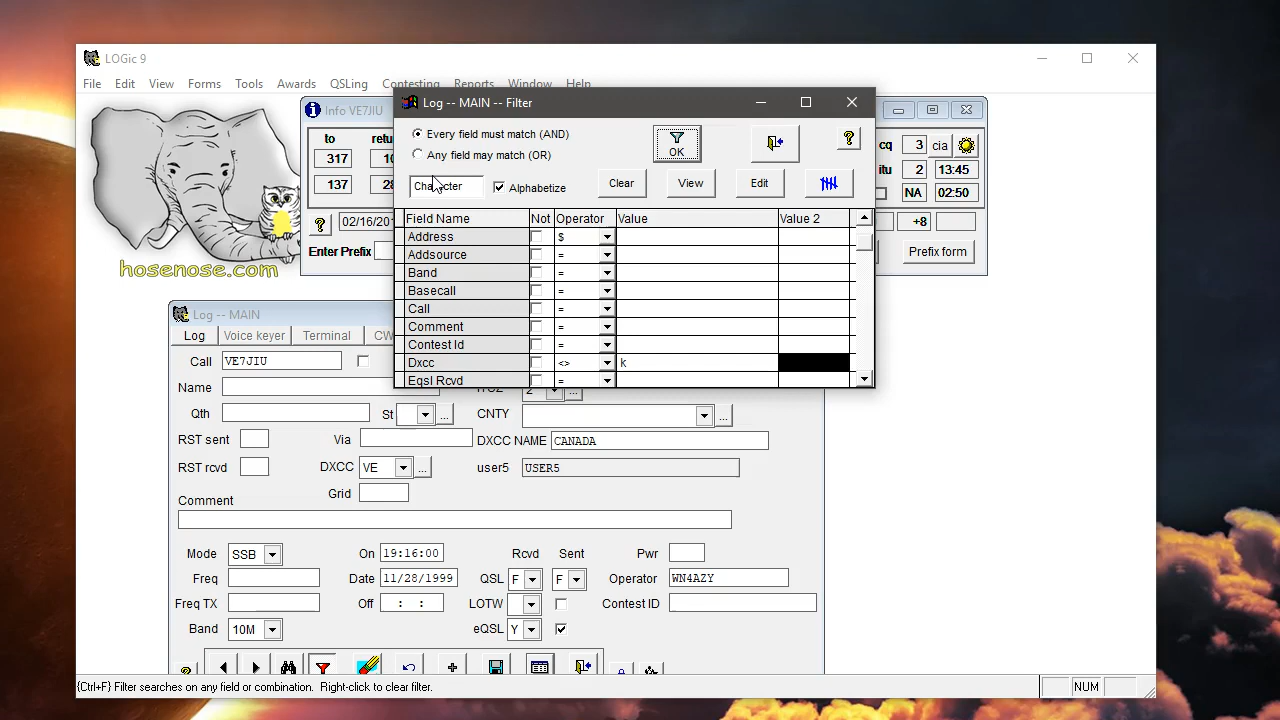 LOGic 9
File Edit View Forms Tools Awards QSLing Contesting Reports Window Help
Info VE7JIU
Log -- MAIN -- Filter
to
317
137
Every field must match (AND)
Any field may match (OR)
OK
?
Character
Alphabetize
Clear
View
Edit
cq 3 cia
itu 2 13:45
NA 02:50
+8
? 02/16/
Enter Prefix
Prefix form
hosenose.com
Field Name Not Operator Value Value 2
Address $
Addsource =
Band =
Basecall =
Call =
Comment =
Contest Id =
Dxcc <> k
Eqsl Rcvd =
Log -- MAIN
Log Voice keyer Terminal CW
Call VE7JIU
Name
2 ...
Qth St ... CNTY ...
RST sent Via DXCC NAME CANADA
RST rcvd DXCC VE ... user5 USER5
Grid
Comment
Mode SSB On 19:16:00 Rcvd Sent Pwr
Freq Date 11/28/1999 QSL F F Operator WN4AZY
Freq TX Off : : LOTW Contest ID
Band 10M eQSL Y
{Ctrl+F} Filter searches on any field or combination. Right-click to clear filter.
NUM